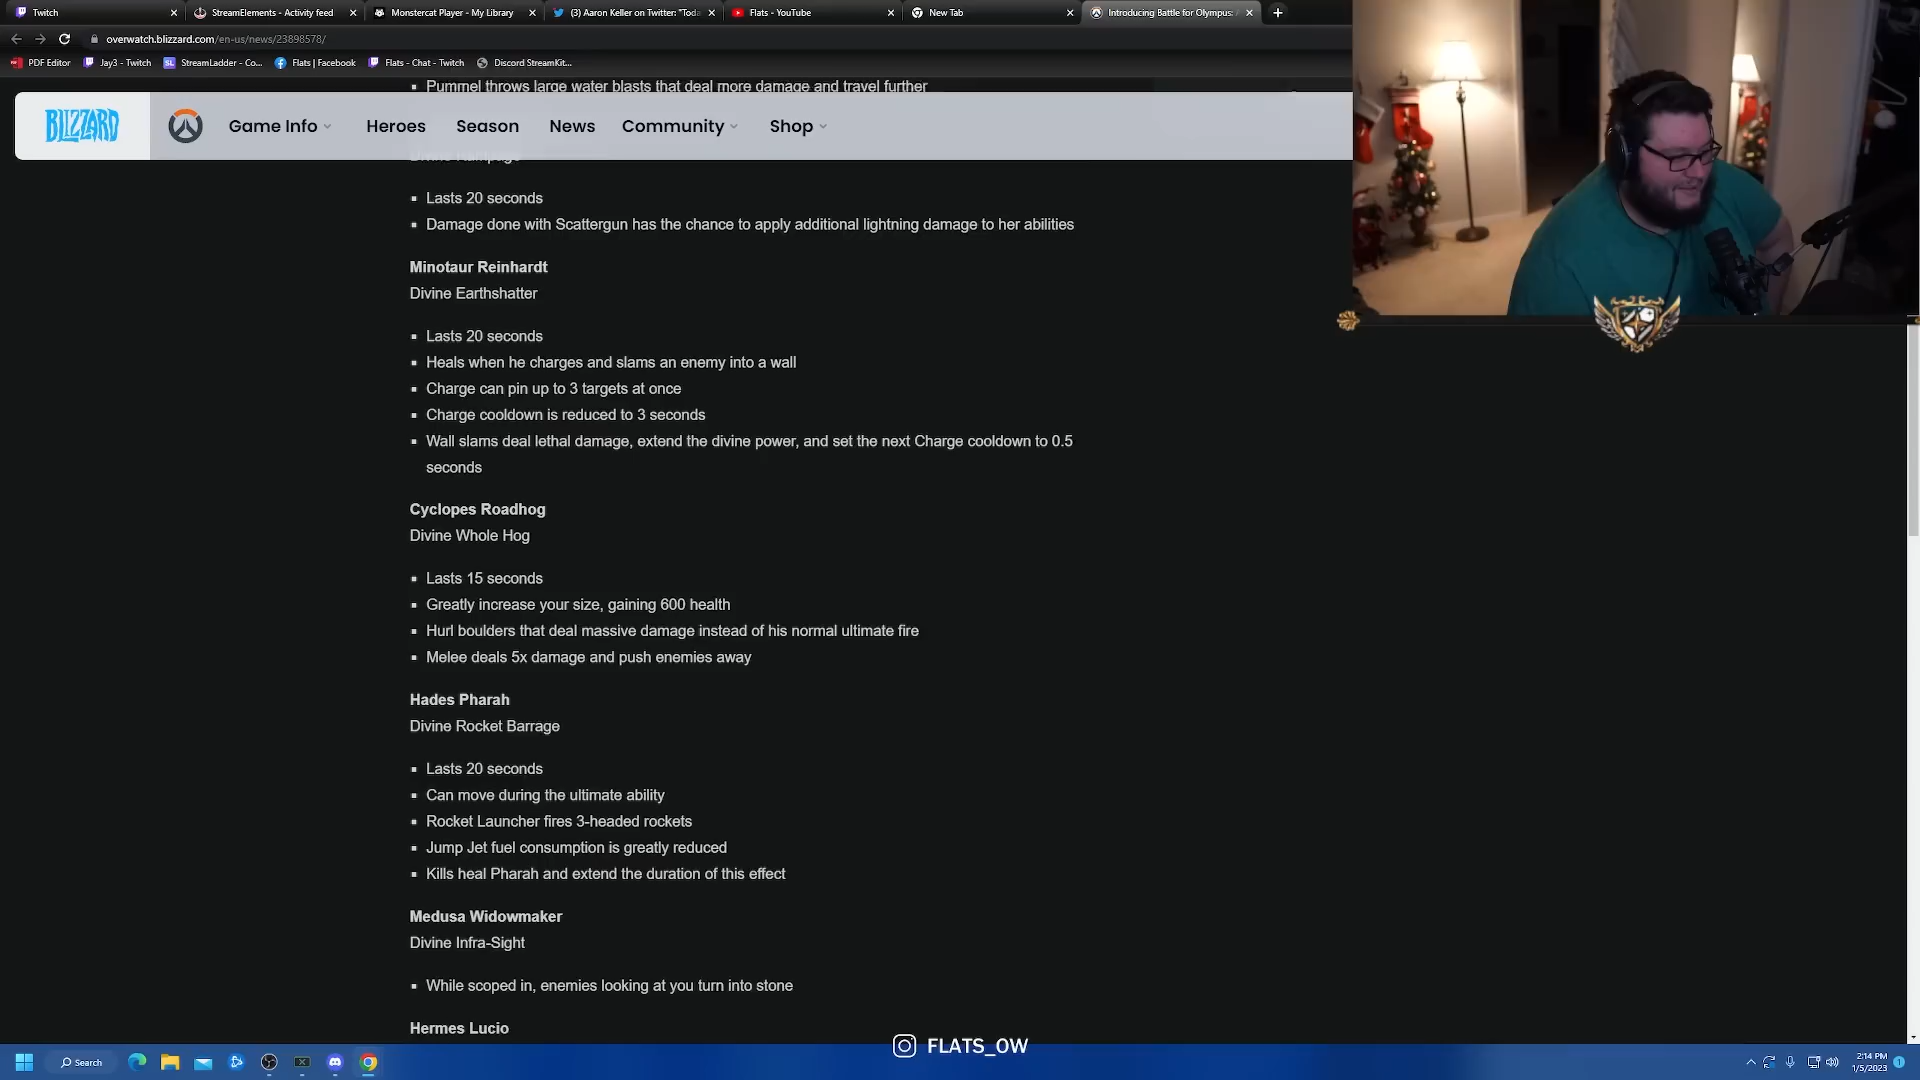 Twitch
StreamElements - Activity feed
Monstercat Player - My Library
(3) Aaron Keller on Twitter: "Toda
Flats - YouTube
New Tab
Introducing Battle for Olympus: A
overwatch.blizzard.com/en-us/news/23898578/
PDF Editor
Jay3 - Twitch
StreamLadder - Co...
Flats | Facebook
Flats - Chat - Twitch
Discord StreamKit...
Pummel throws large water blasts that deal more damage and travel further
BLIZZARD
Game Info
Heroes
Season
News
Community
Shop
Divine Rampage
Lasts 20 seconds
Damage done with Scattergun has the chance to apply additional lightning damage to her abilities
Minotaur Reinhardt
Divine Earthshatter
Lasts 20 seconds
Heals when he charges and slams an enemy into a wall
Charge can pin up to 3 targets at once
Charge cooldown is reduced to 3 seconds
Wall slams deal lethal damage, extend the divine power, and set the next Charge cooldown to 0.5
seconds
Cyclopes Roadhog
Divine Whole Hog
Lasts 15 seconds
Greatly increase your size, gaining 600 health
Hurl boulders that deal massive damage instead of his normal ultimate fire
Melee deals 5x damage and push enemies away
Hades Pharah
Divine Rocket Barrage
Lasts 20 seconds
Can move during the ultimate ability
Rocket Launcher fires 3-headed rockets
Jump Jet fuel consumption is greatly reduced
Kills heal Pharah and extend the duration of this effect
Medusa Widowmaker
Divine Infra-Sight
While scoped in, enemies looking at you turn into stone
Hermes Lucio
FLATS_OW
Search
2:14 PM
1/5/2023
1